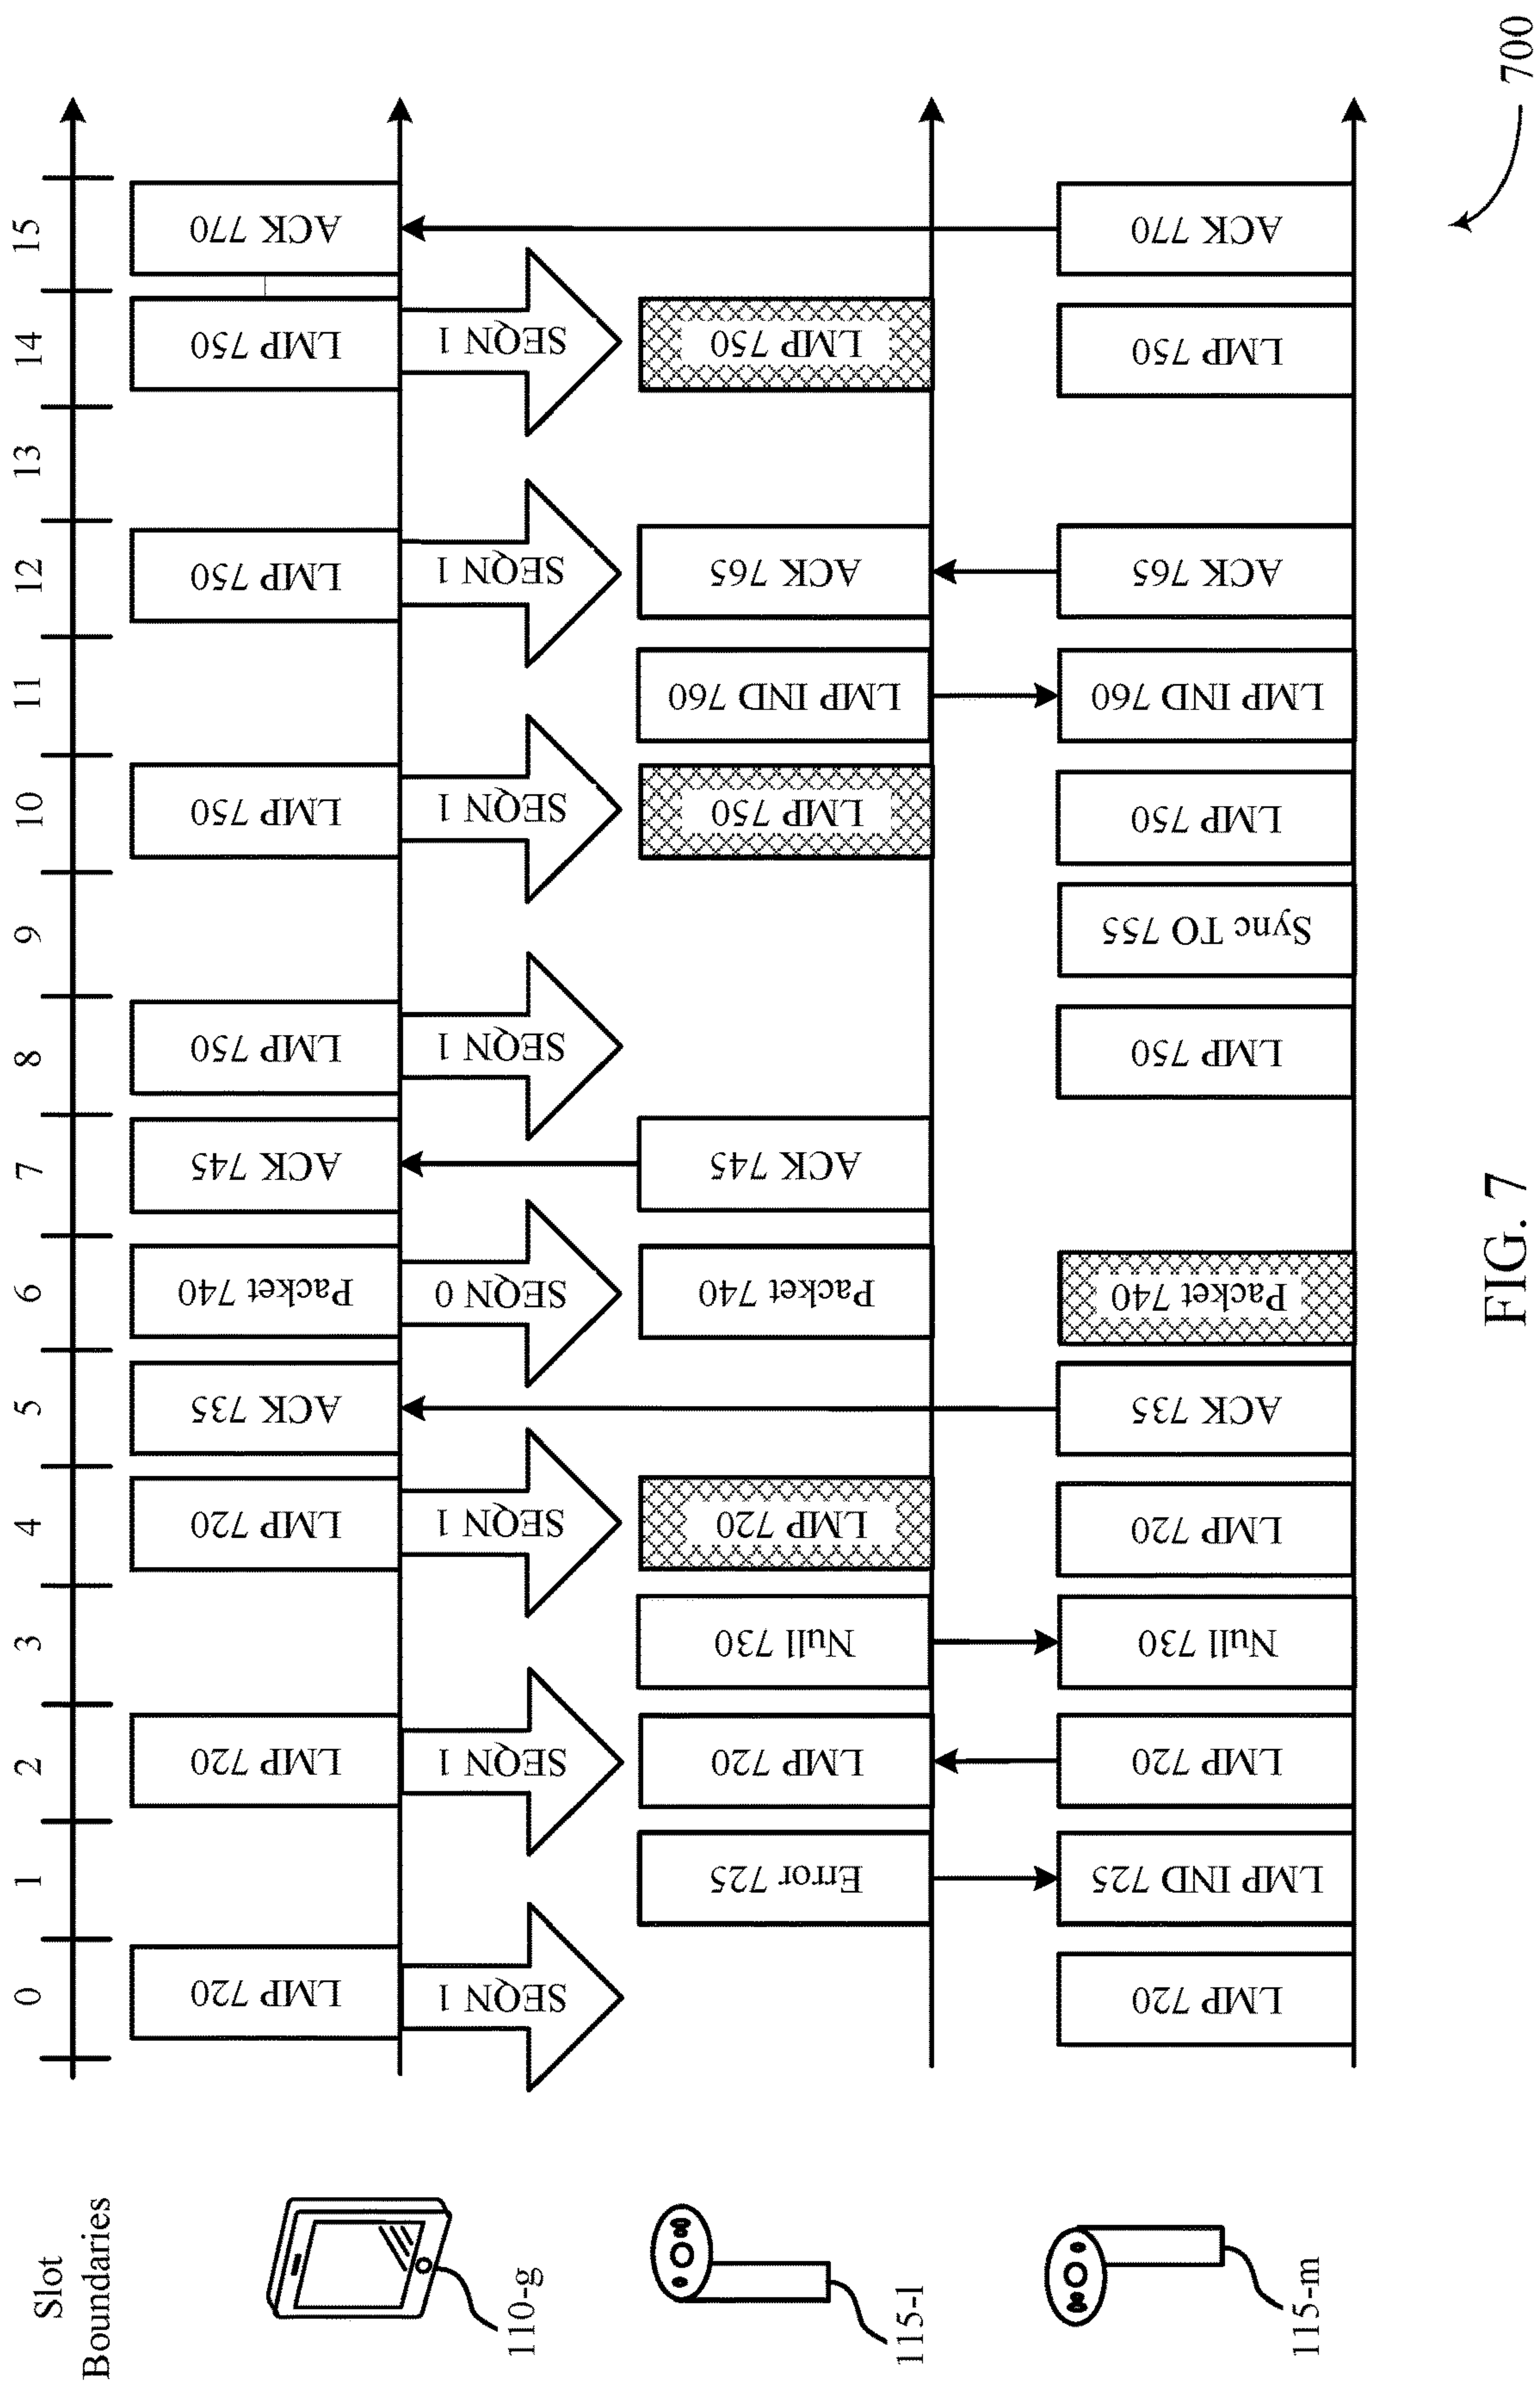 Slot
Boundaries
0
1
2
3
4
5
6
7
8
9
10
11
12
13
14
15
110-g
LMP 720
LMP 720
LMP 720
ACK 735
Packet 740
ACK 745
LMP 750
LMP 750
LMP 750
LMP 750
ACK 770
SEQN 1
SEQN 1
SEQN 1
SEQN 0
SEQN 1
SEQN 1
SEQN 1
SEQN 1
115-l
Error 725
LMP 720
Null 730
LMP 720
Packet 740
ACK 745
LMP 750
LMP IND 760
ACK 765
LMP 750
115-m
LMP 720
LMP IND 725
LMP 720
Null 730
LMP 720
ACK 735
Packet 740
LMP 750
Sync TO 755
LMP 750
LMP IND 760
ACK 765
LMP 750
ACK 770
700
FIG. 7